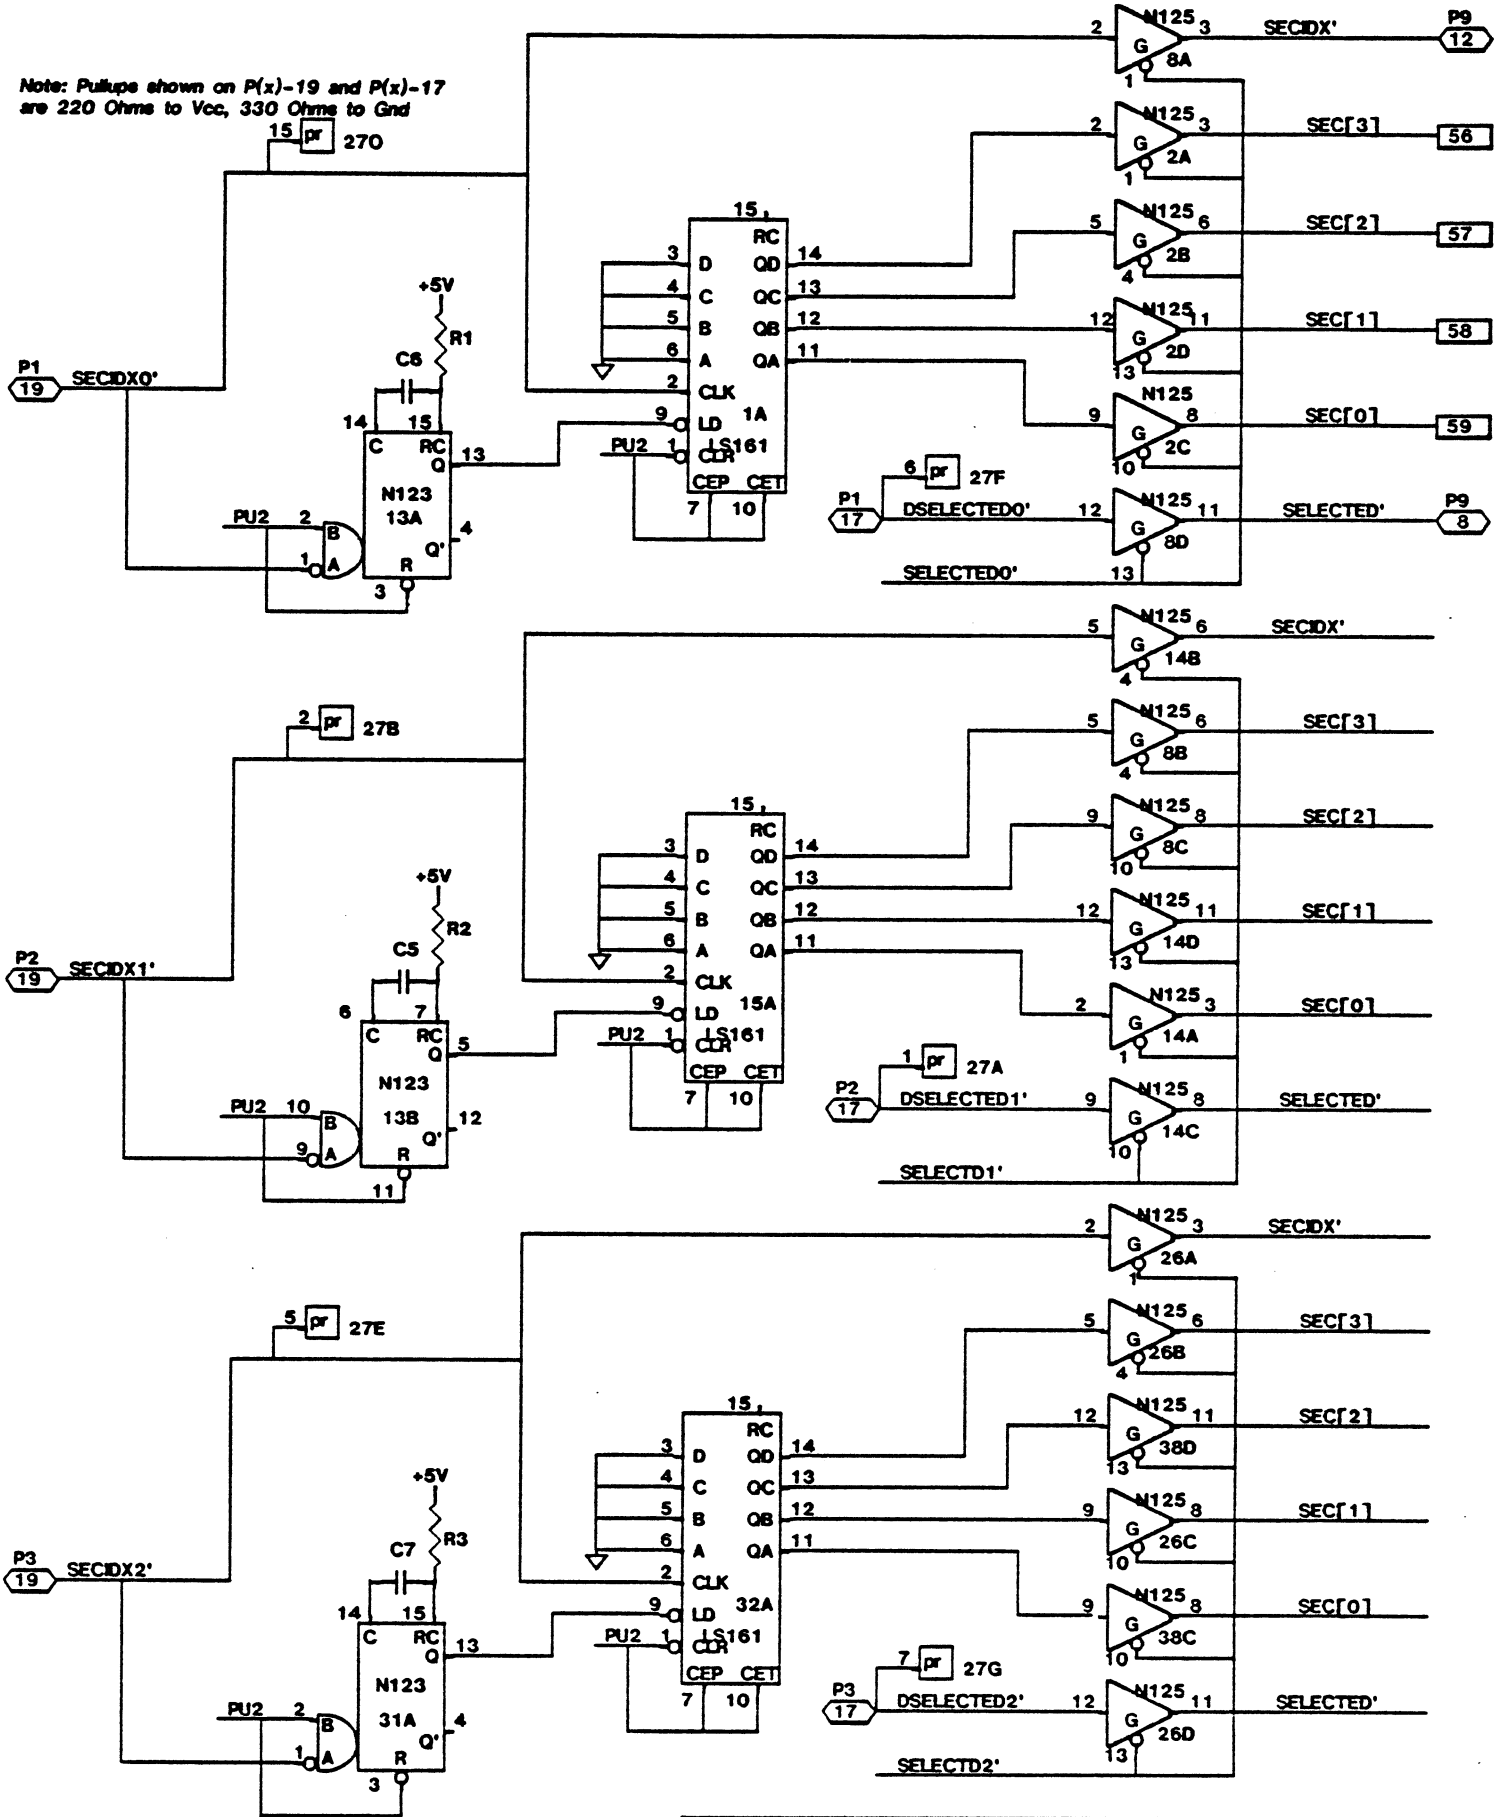 Note: Pullups shown on P(x)-19 and P(x)-17
are 220 Ohms to Vcc, 330 Ohms to Gnd
15 pr 27O
P1
19 SECIDX0'
+5V
R1
C6
14 15
C RC
Q 13
N123
13A
PU2 2 B
1 A
Q' 4
R
3
15
RC
3 D QD 14
4 C QC 13
5 B QB 12
6 A QA 11
2 CLK
9 LD 1A
PU2 1 CLR LS161
CEP CET
7 10
2 N125 3 SECIDX' P9
G 12
1 8A
2 N125 3 SEC[3] 56
G
1 2A
5 N125 6 SEC[2] 57
G
4 2B
12 N125 11 SEC[1] 58
G
13 2D
9 N125 8 SEC[0] 59
G
10 2C
6 pr 27F
P1
17 DSELECTED0' 12 N125 11 SELECTED' P9
G 8
8D
SELECTED0' 13
2 pr 27B
P2
19 SECIDX1'
+5V
R2
C5
6 7
C RC
Q 5
N123
13B
PU2 10 B
9 A
Q' 12
R
11
15
RC
3 D QD 14
4 C QC 13
5 B QB 12
6 A QA 11
2 CLK
9 LD 15A
PU2 1 CLR LS161
CEP CET
7 10
5 N125 6 SECIDX'
G
4 14B
5 N125 6 SEC[3]
G
4 8B
9 N125 8 SEC[2]
G
10 8C
12 N125 11 SEC[1]
G
13 14D
2 N125 3 SEC[0]
G
1 14A
1 pr 27A
P2
17 DSELECTED1' 9 N125 8 SELECTED'
G
10 14C
SELECTD1'
5 pr 27E
P3
19 SECIDX2'
+5V
R3
C7
14 15
C RC
Q 13
N123
31A
PU2 2 B
1 A
Q' 4
R
3
15
RC
3 D QD 14
4 C QC 13
5 B QB 12
6 A QA 11
2 CLK
9 LD 32A
PU2 1 CLR LS161
CEP CET
7 10
2 N125 3 SECIDX'
G
1 26A
5 N125 6 SEC[3]
G
4 26B
12 N125 11 SEC[2]
G
13 38D
9 N125 8 SEC[1]
G
10 26C
9 N125 8 SEC[0]
G
10 38C
7 pr 27G
P3
17 DSELECTED2' 12 N125 11 SELECTED'
G
13 26D
SELECTD2'